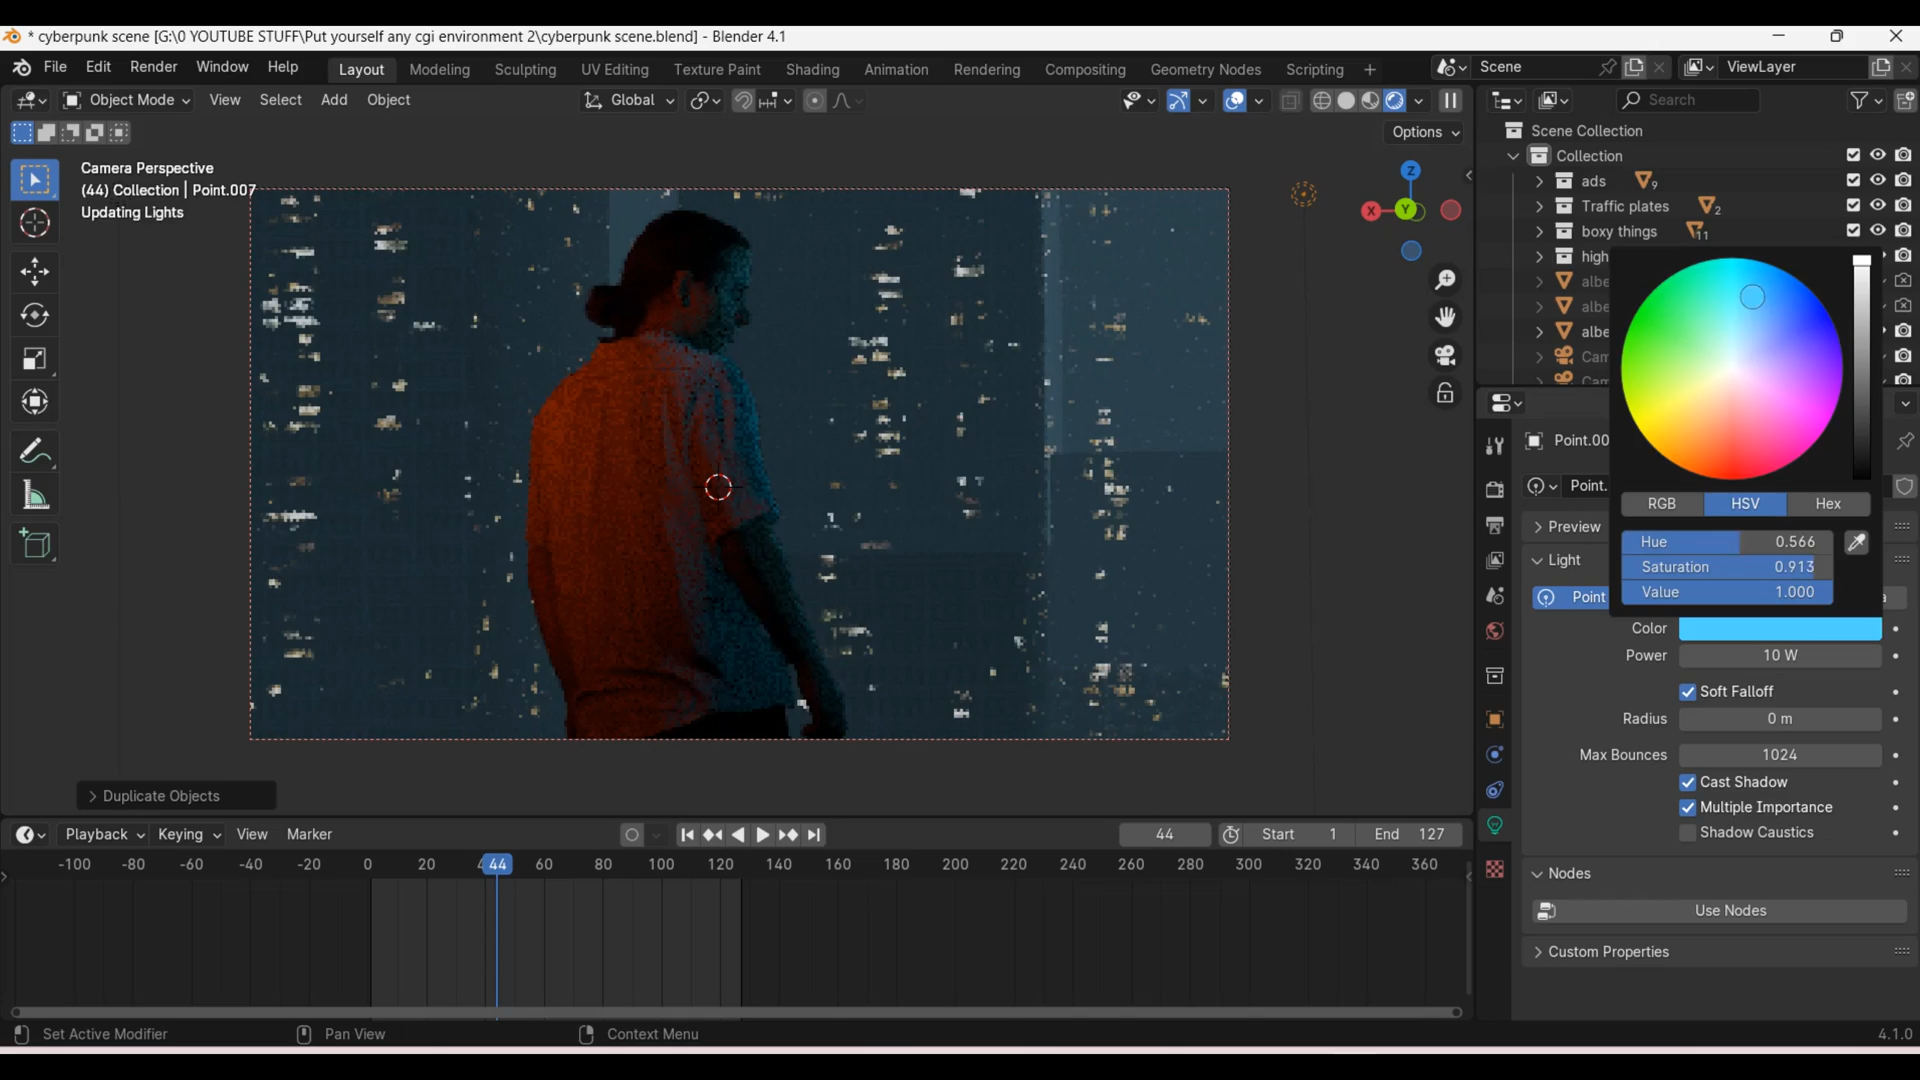 * cyberpunk scene [G:\0 YOUTUBE STUFF\Put yourself any cgi environment 2\cyberpunk scene.blend] - Blender 4.1
File Edit Render Window Help Layout Modeling Sculpting UV Editing Texture Paint Shading Animation Rendering Compositing Geometry Nodes Scripting + Scene ViewLayer
Object Mode View Select Add Object Global Search
Options
Scene Collection
Camera Perspective
(44) Collection | Point.007
Updating Lights
Collection
ads 9
Traffic plates 2
boxy things 11
high
albe
albe
albe
Cam
Cam
Z
X Y
Point.00
Point.
RGB HSV Hex
Preview
Hue 0.566
Light
Saturation 0.913
Value 1.000
Point
Color
Power 10 W
Soft Falloff
Radius 0 m
Max Bounces 1024
Cast Shadow
Multiple Importance
Shadow Caustics
Nodes
Use Nodes
Custom Properties
Duplicate Objects
Playback Keying View Marker 44 Start 1 End 127
-100 -80 -60 -40 -20 0 20 44 60 80 100 120 140 160 180 200 220 240 260 280 300 320 340 360
Set Active Modifier Pan View Context Menu 4.1.0